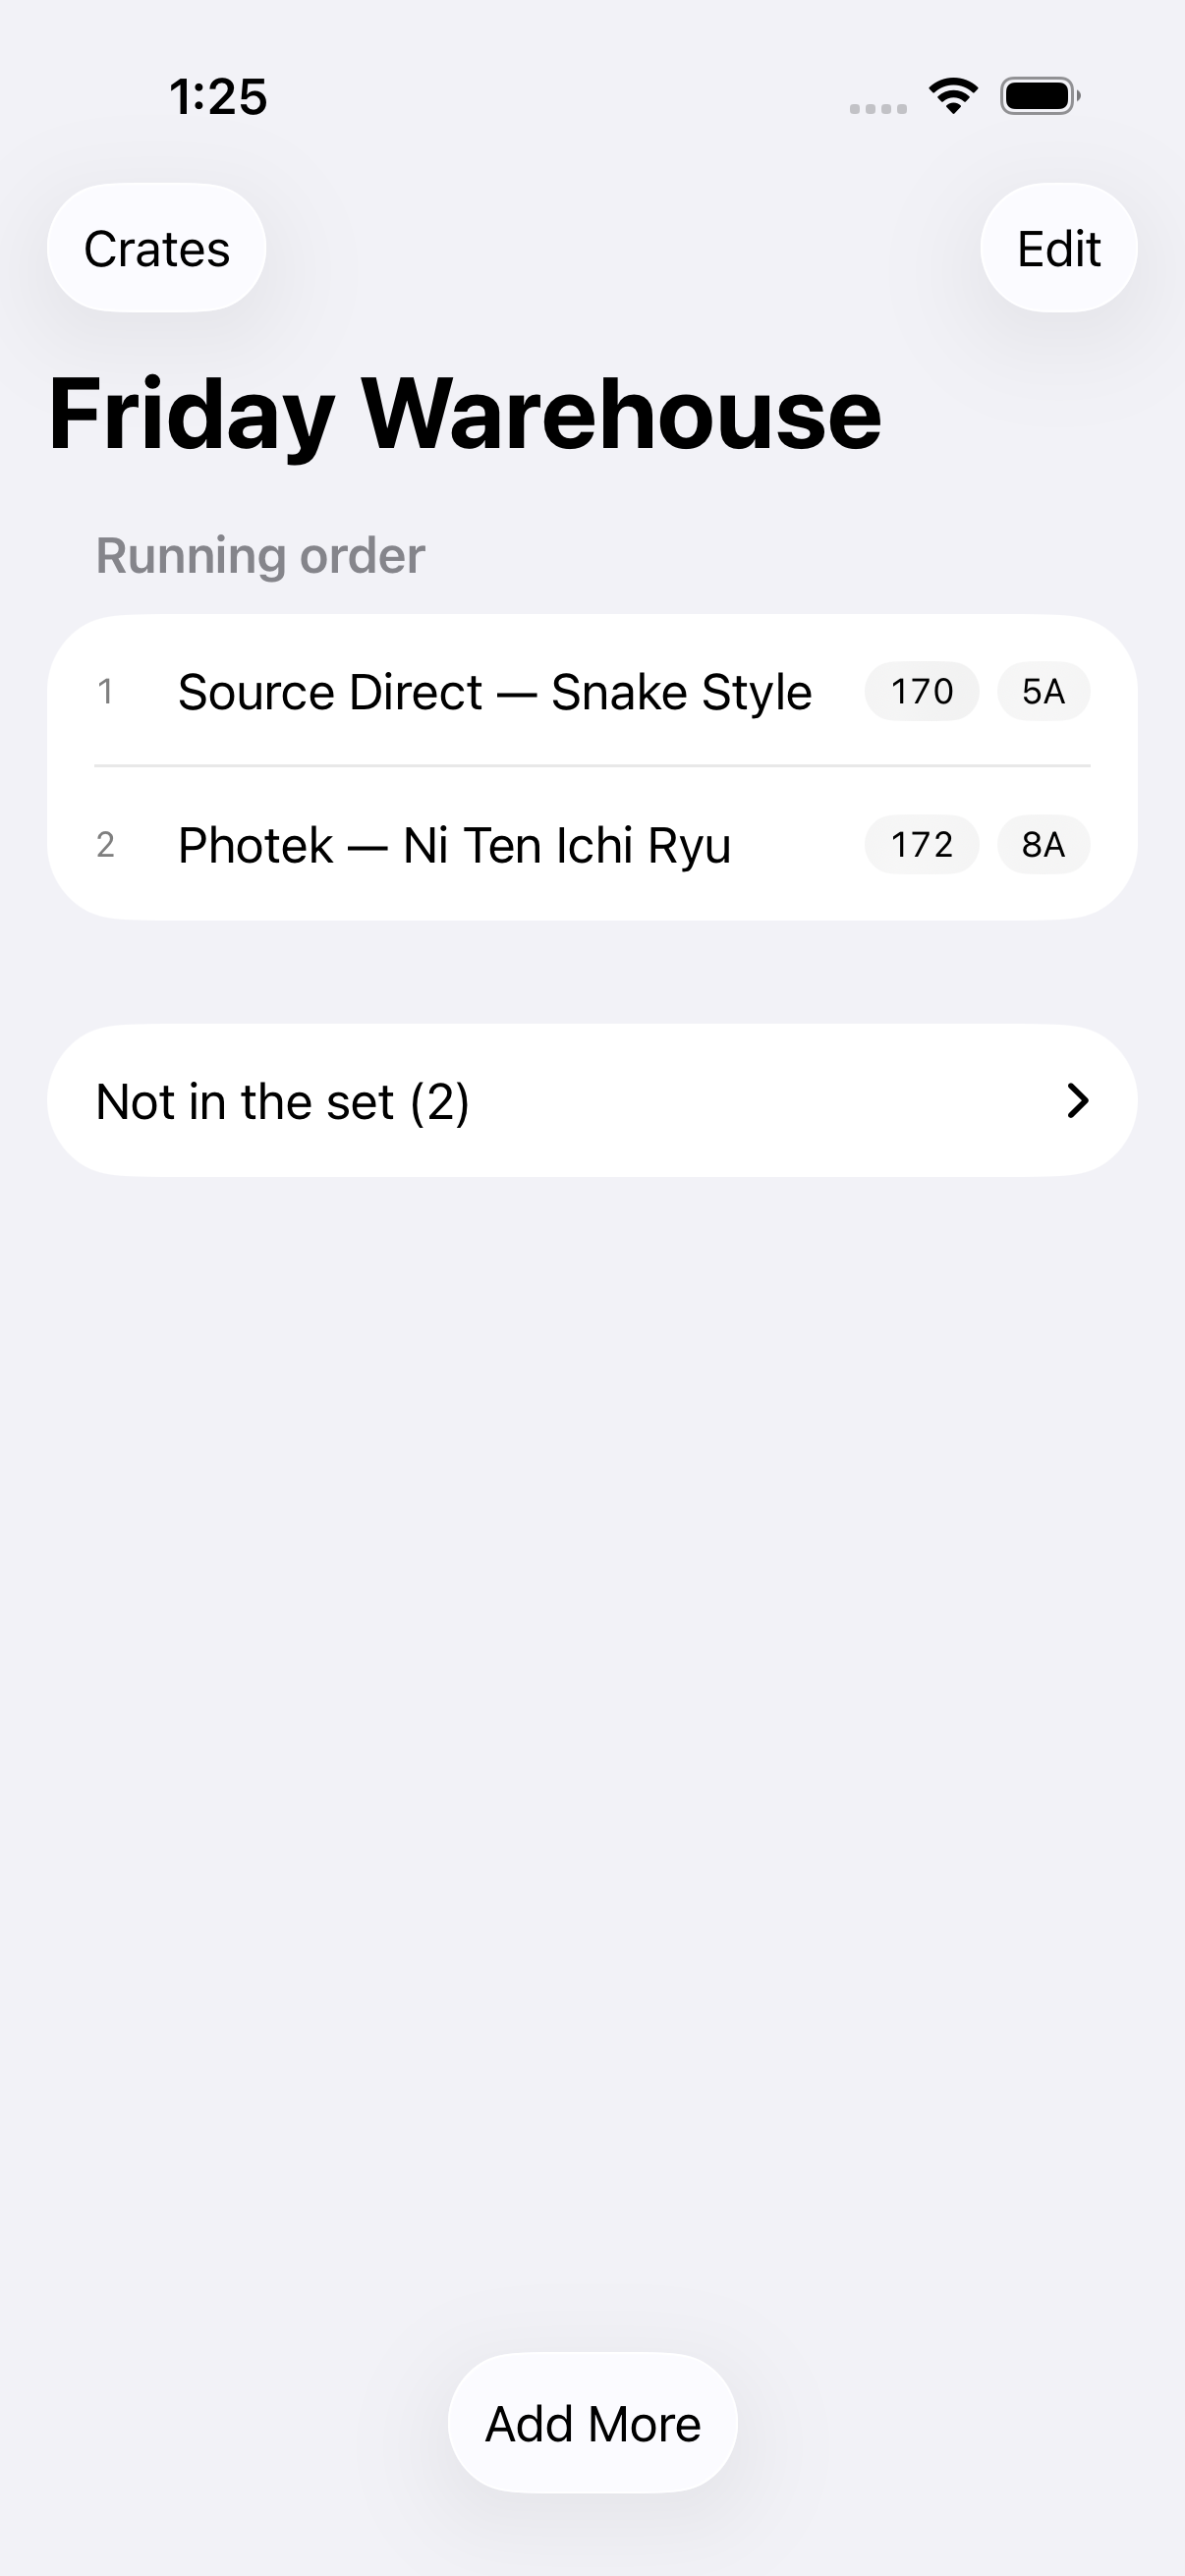 1:25
Crates
Edit
Friday Warehouse
Running order
1 Source Direct — Snake Style 170 5A
2 Photek — Ni Ten Ichi Ryu 172 8A
Not in the set (2)
Add More